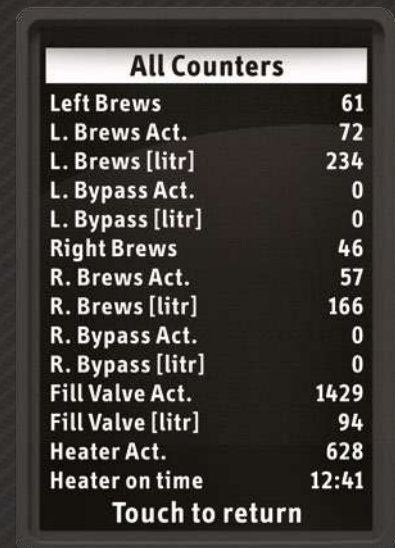 All Counters
Left Brews 61
L. Brews Act. 72
L. Brews [litr] 234
L. Bypass Act. 0
L. Bypass [litr] 0
Right Brews 46
R. Brews Act. 57
R. Brews [litr] 166
R. Bypass Act. 0
R. Bypass [litr] 0
Fill Valve Act. 1429
Fill Valve [litr] 94
Heater Act. 628
Heater on time 12:41
Touch to return